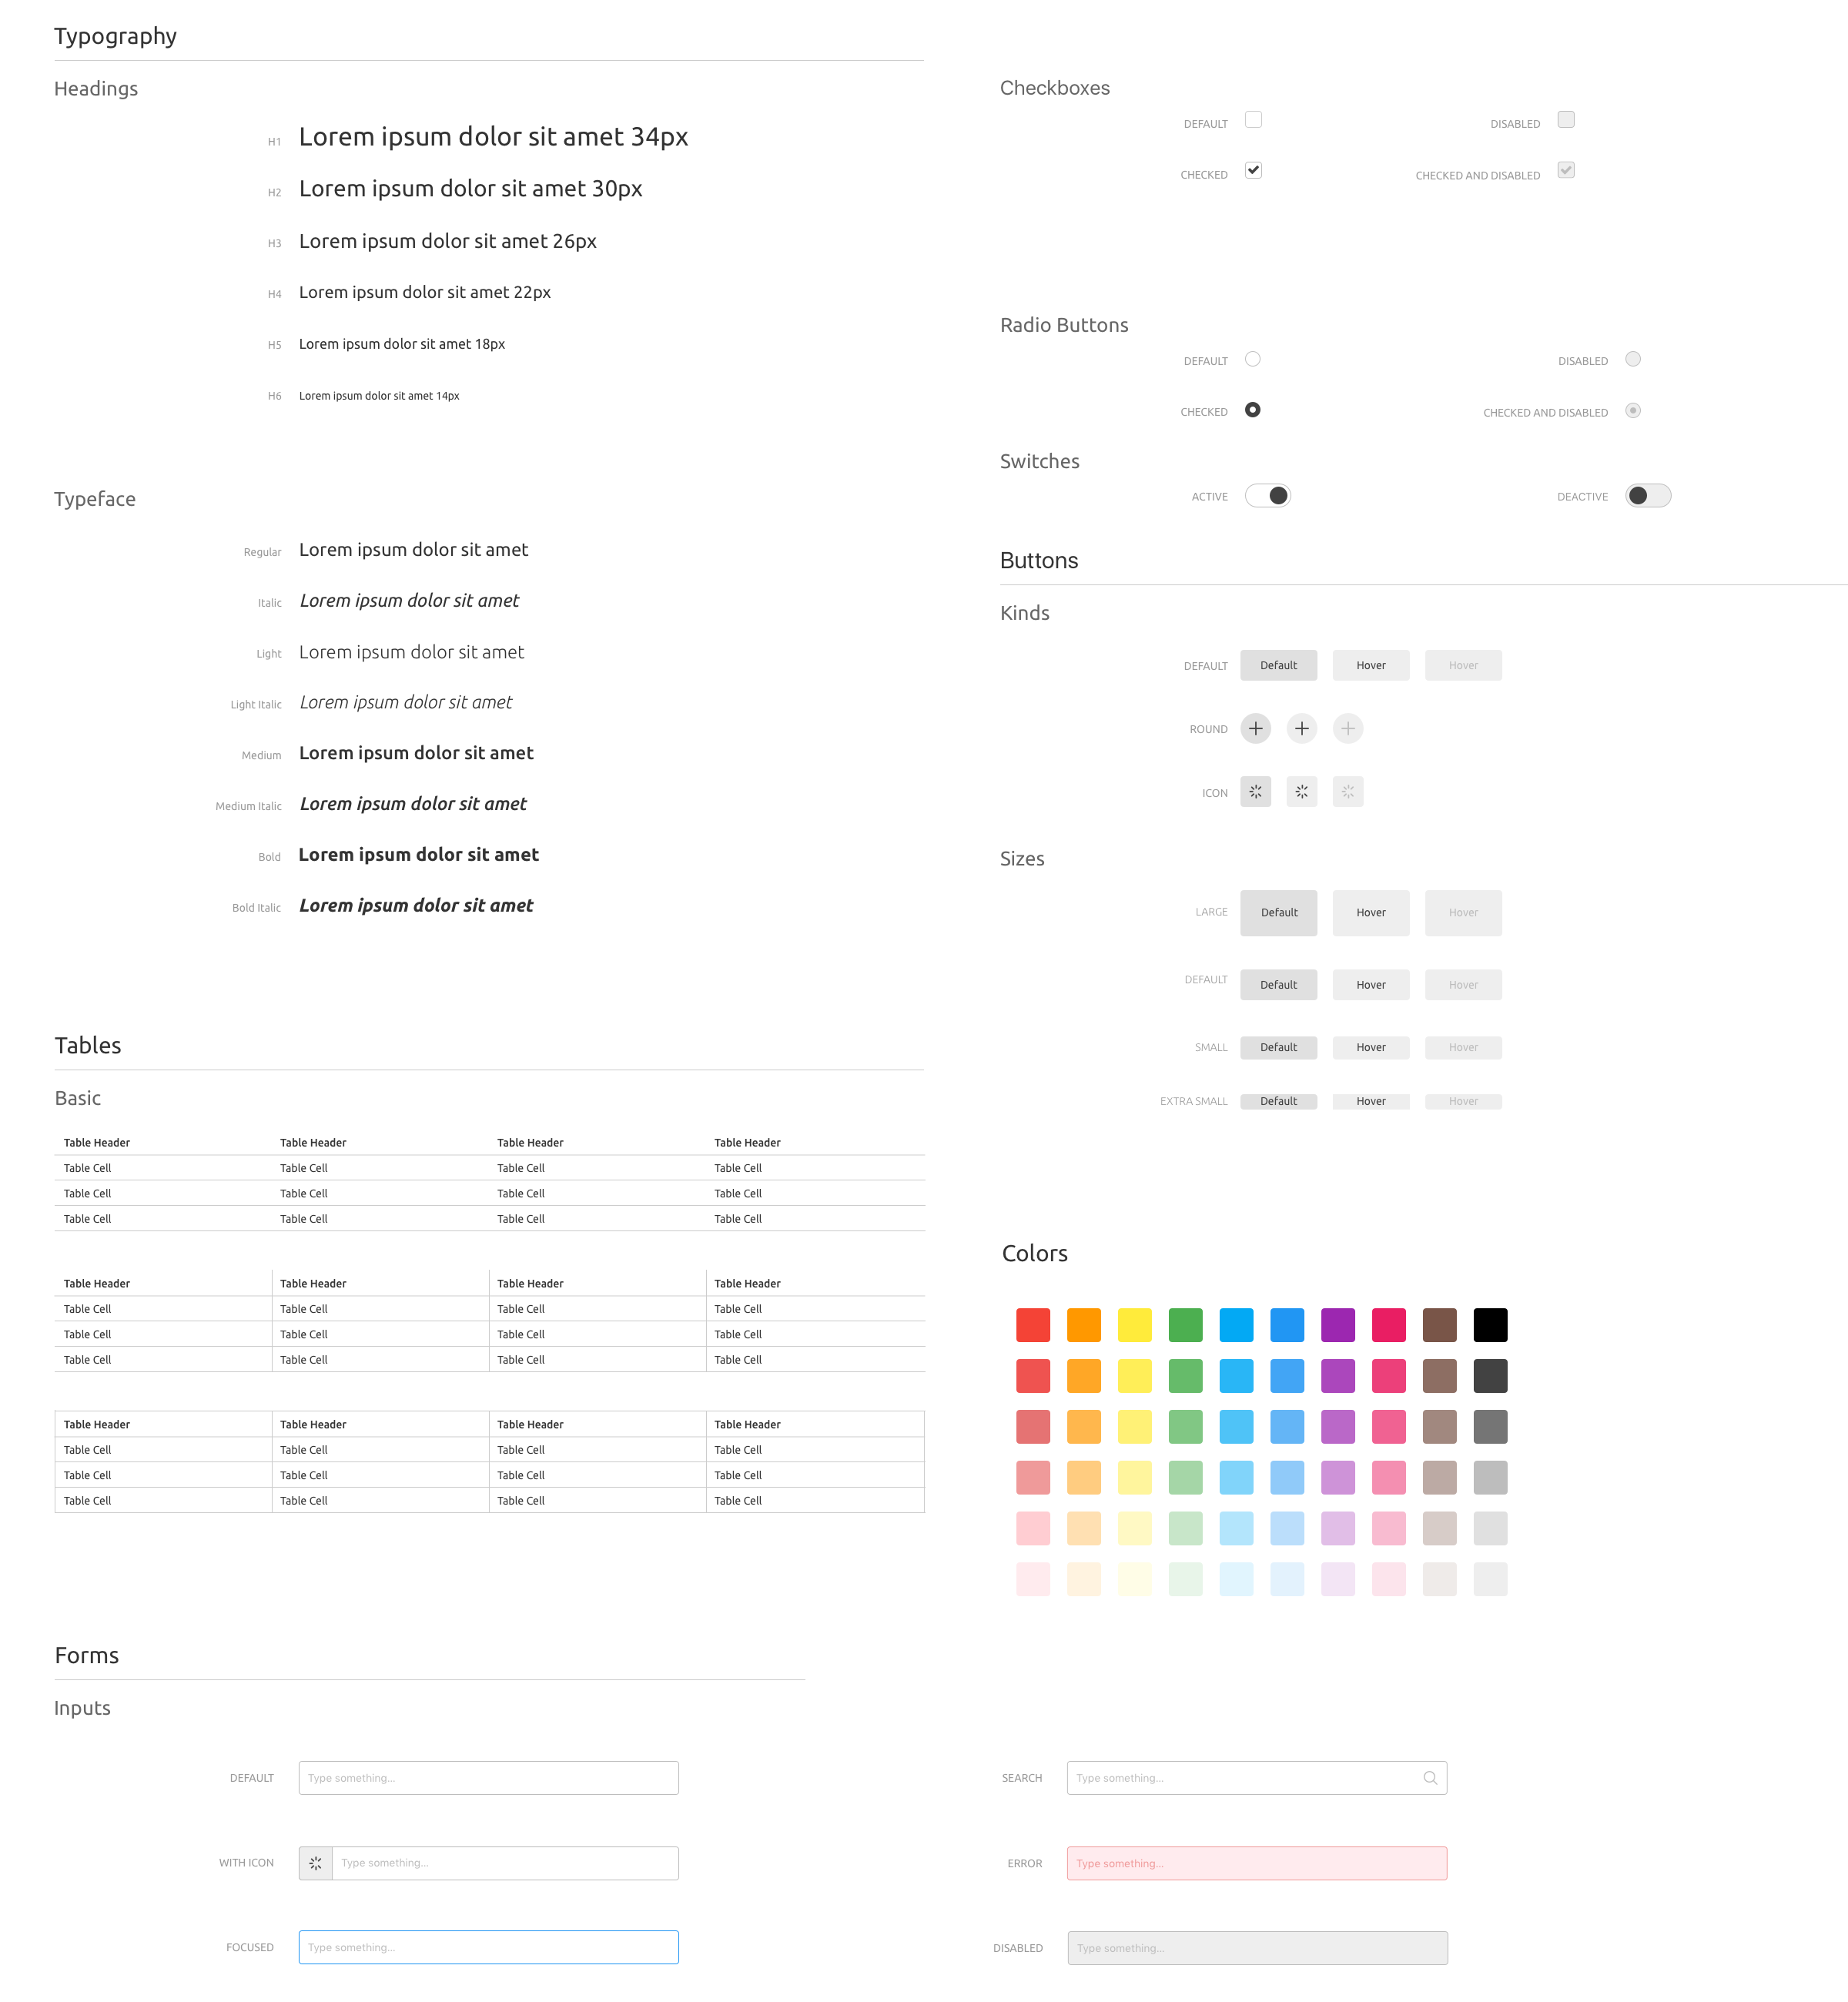 Typography
Headings
H1 Lorem ipsum dolor sit amet 34px
H2 Lorem ipsum dolor sit amet 30px
H3 Lorem ipsum dolor sit amet 26px
H4 Lorem ipsum dolor sit amet 22px
H5 Lorem ipsum dolor sit amet 18px
H6 Lorem ipsum dolor sit amet 14px
Typeface
Regular Lorem ipsum dolor sit amet
Italic Lorem ipsum dolor sit amet
Light Lorem ipsum dolor sit amet
Light Italic Lorem ipsum dolor sit amet
Medium Lorem ipsum dolor sit amet
Medium Italic Lorem ipsum dolor sit amet
Bold Lorem ipsum dolor sit amet
Bold Italic Lorem ipsum dolor sit amet
Tables
Basic
Table Header Table Header Table Header Table Header
Table Cell Table Cell Table Cell Table Cell
Table Cell Table Cell Table Cell Table Cell
Table Cell Table Cell Table Cell Table Cell
Table Header Table Header Table Header Table Header
Table Cell Table Cell Table Cell Table Cell
Table Cell Table Cell Table Cell Table Cell
Table Cell Table Cell Table Cell Table Cell
Table Header Table Header Table Header Table Header
Table Cell Table Cell Table Cell Table Cell
Table Cell Table Cell Table Cell Table Cell
Table Cell Table Cell Table Cell Table Cell
Checkboxes
DEFAULT DISABLED
CHECKED CHECKED AND DISABLED
Radio Buttons
DEFAULT DISABLED
CHECKED CHECKED AND DISABLED
Switches
ACTIVE DEACTIVE
Buttons
Kinds
DEFAULT Default Hover Hover
ROUND
ICON
Sizes
LARGE Default Hover Hover
DEFAULT Default Hover Hover
SMALL Default Hover Hover
EXTRA SMALL Default Hover Hover
Colors
Forms
Inputs
DEFAULT Type something...
SEARCH Type something...
WITH ICON Type something...
ERROR Type something...
FOCUSED Type something...
DISABLED Type something...